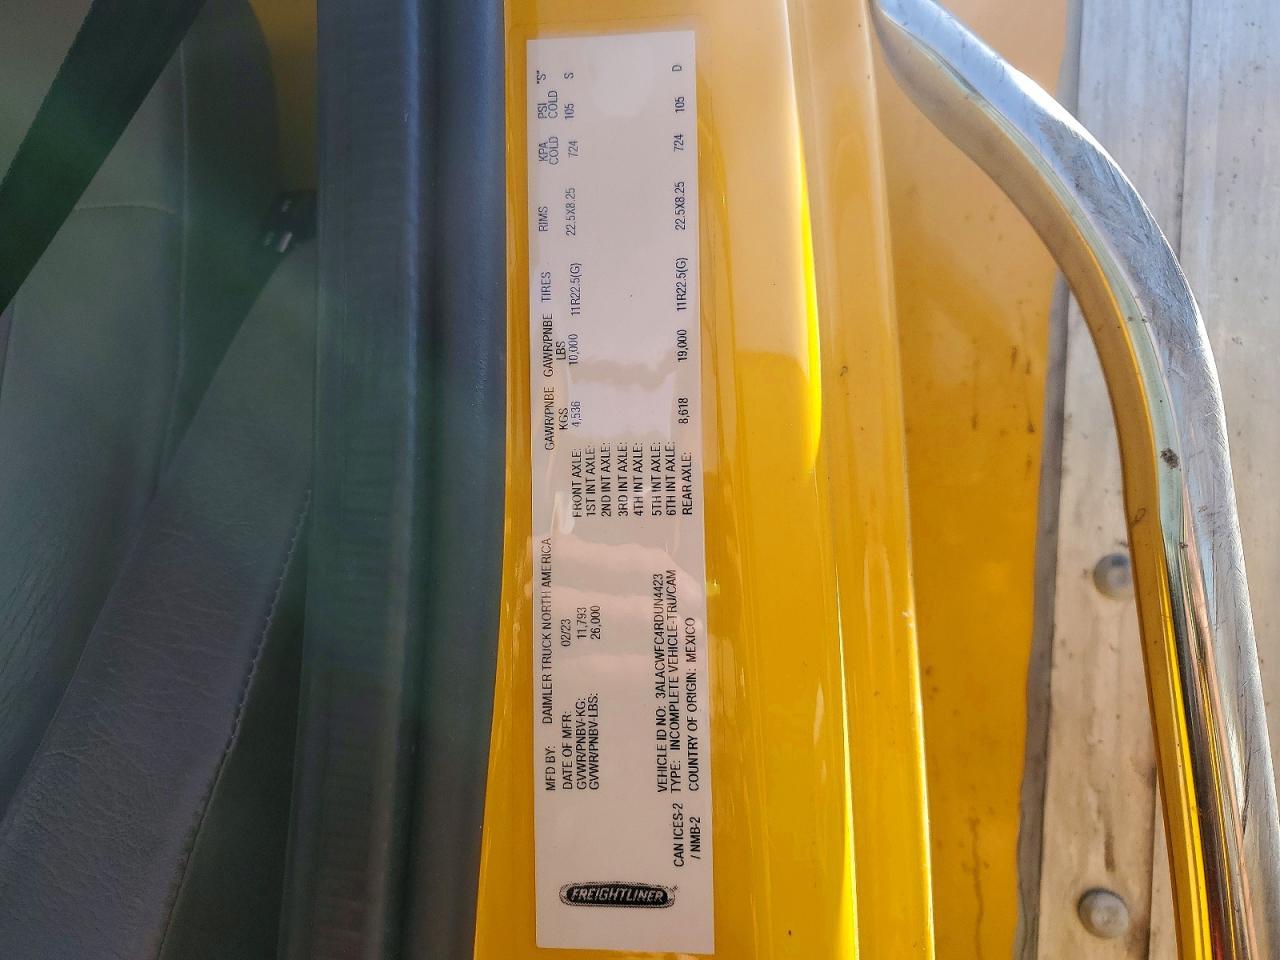 FREIGHTLINER
MFD BY: DAIMLER TRUCK NORTH AMERICA
DATE OF MFR: 02/23
GVWR/PNBV-KG: 11,793
GVWR/PNBV-LBS: 26,000
VEHICLE ID NO: 3ALACWFC4RDUN4423
TYPE: INCOMPLETE VEHICLE-TRU/CAM
COUNTRY OF ORIGIN: MEXICO
CAN ICES-2
/ NMB-2
GAWR/PNBE GAWR/PNBE TIRES RIMS KPA PSI "S"
KGS LBS COLD COLD
FRONT AXLE: 4,536 10,000 11R22.5(G) 22.5X8.25 724 105 S
1ST INT AXLE:
2ND INT AXLE:
3RD INT AXLE:
4TH INT AXLE:
5TH INT AXLE:
6TH INT AXLE:
REAR AXLE: 8,618 19,000 11R22.5(G) 22.5X8.25 724 105 D